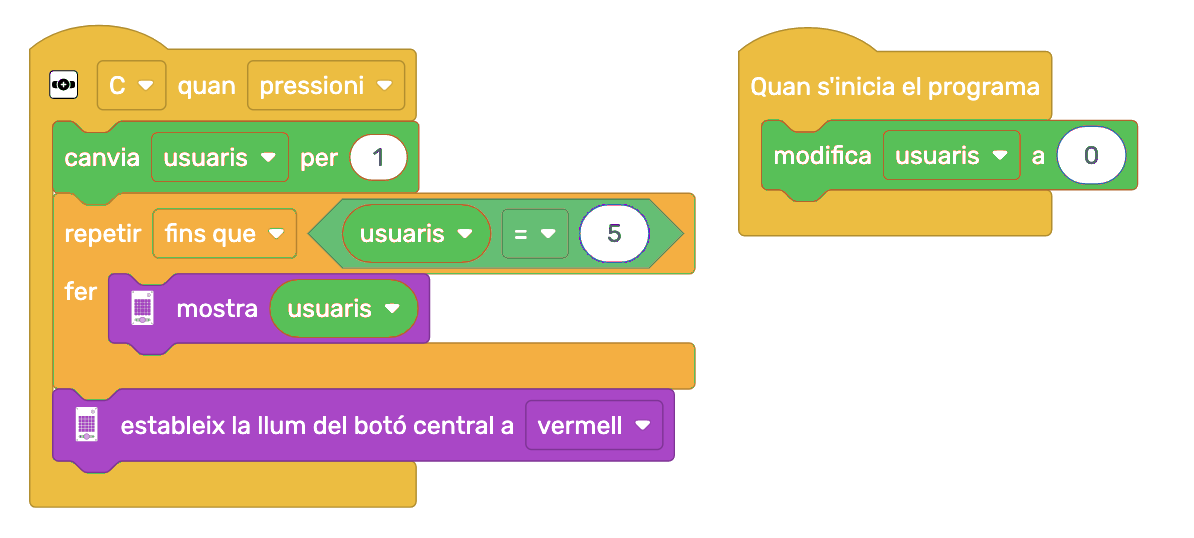 C quan pressioni
canvia usuaris per 1
repetir fins que usuaris = 5
fer mostra usuaris
estableix la llum del botó central a vermell
Quan s'inicia el programa
modifica usuaris a 0